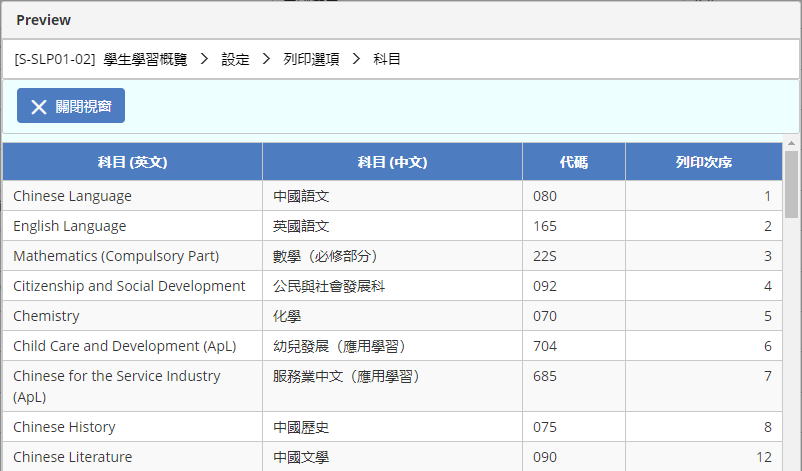 Preview
[S-SLP01-02] 學生學習概覽 > 設定 > 列印選項 > 科目
關閉視窗
科目 (英文) 科目 (中文) 代碼 列印次序
Chinese Language 中國語文 080 1
English Language 英國語文 165 2
Mathematics (Compulsory Part) 數學（必修部分） 22S 3
Citizenship and Social Development 公民與社會發展科 092 4
Chemistry 化學 070 5
Child Care and Development (ApL) 幼兒發展（應用學習） 704 6
Chinese for the Service Industry 服務業中文（應用學習） 685 7
(ApL)
Chinese History 中國歷史 075 8
Chinese Literature 中國文學 090 12